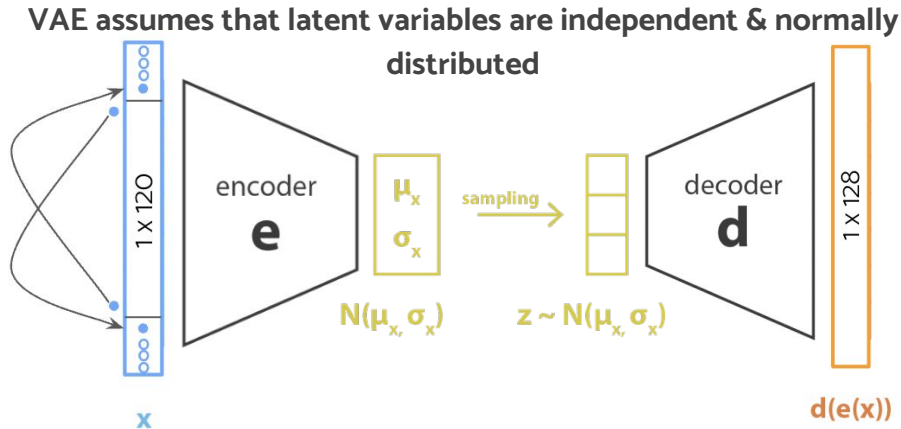 VAE assumes that latent variables are independent & normally
distributed
1 x 120
encoder
e
μx
σx
N(μx, σx)
sampling
z ~ N(μx, σx)
decoder
d
1 x 128
x
d(e(x))